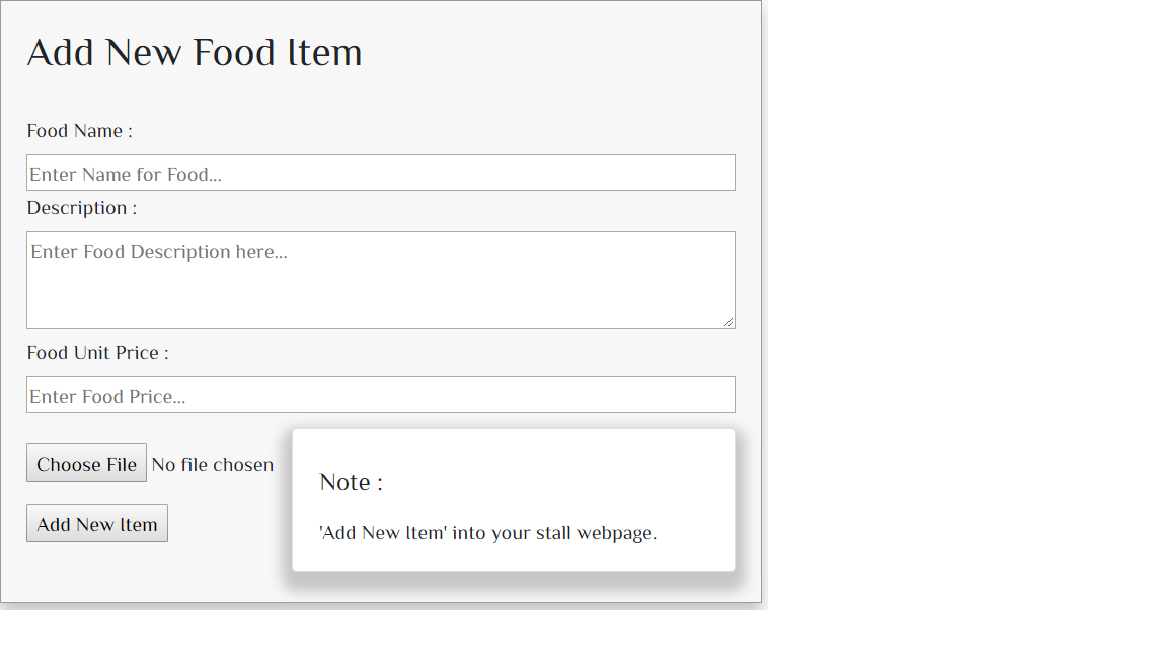 Add New Food Item
Food Name :
Enter Name for Food...
Description :
Enter Food Description here...
Food Unit Price :
Enter Food Price...
Choose File No file chosen
Add New Item
Note :
'Add New Item' into your stall webpage.